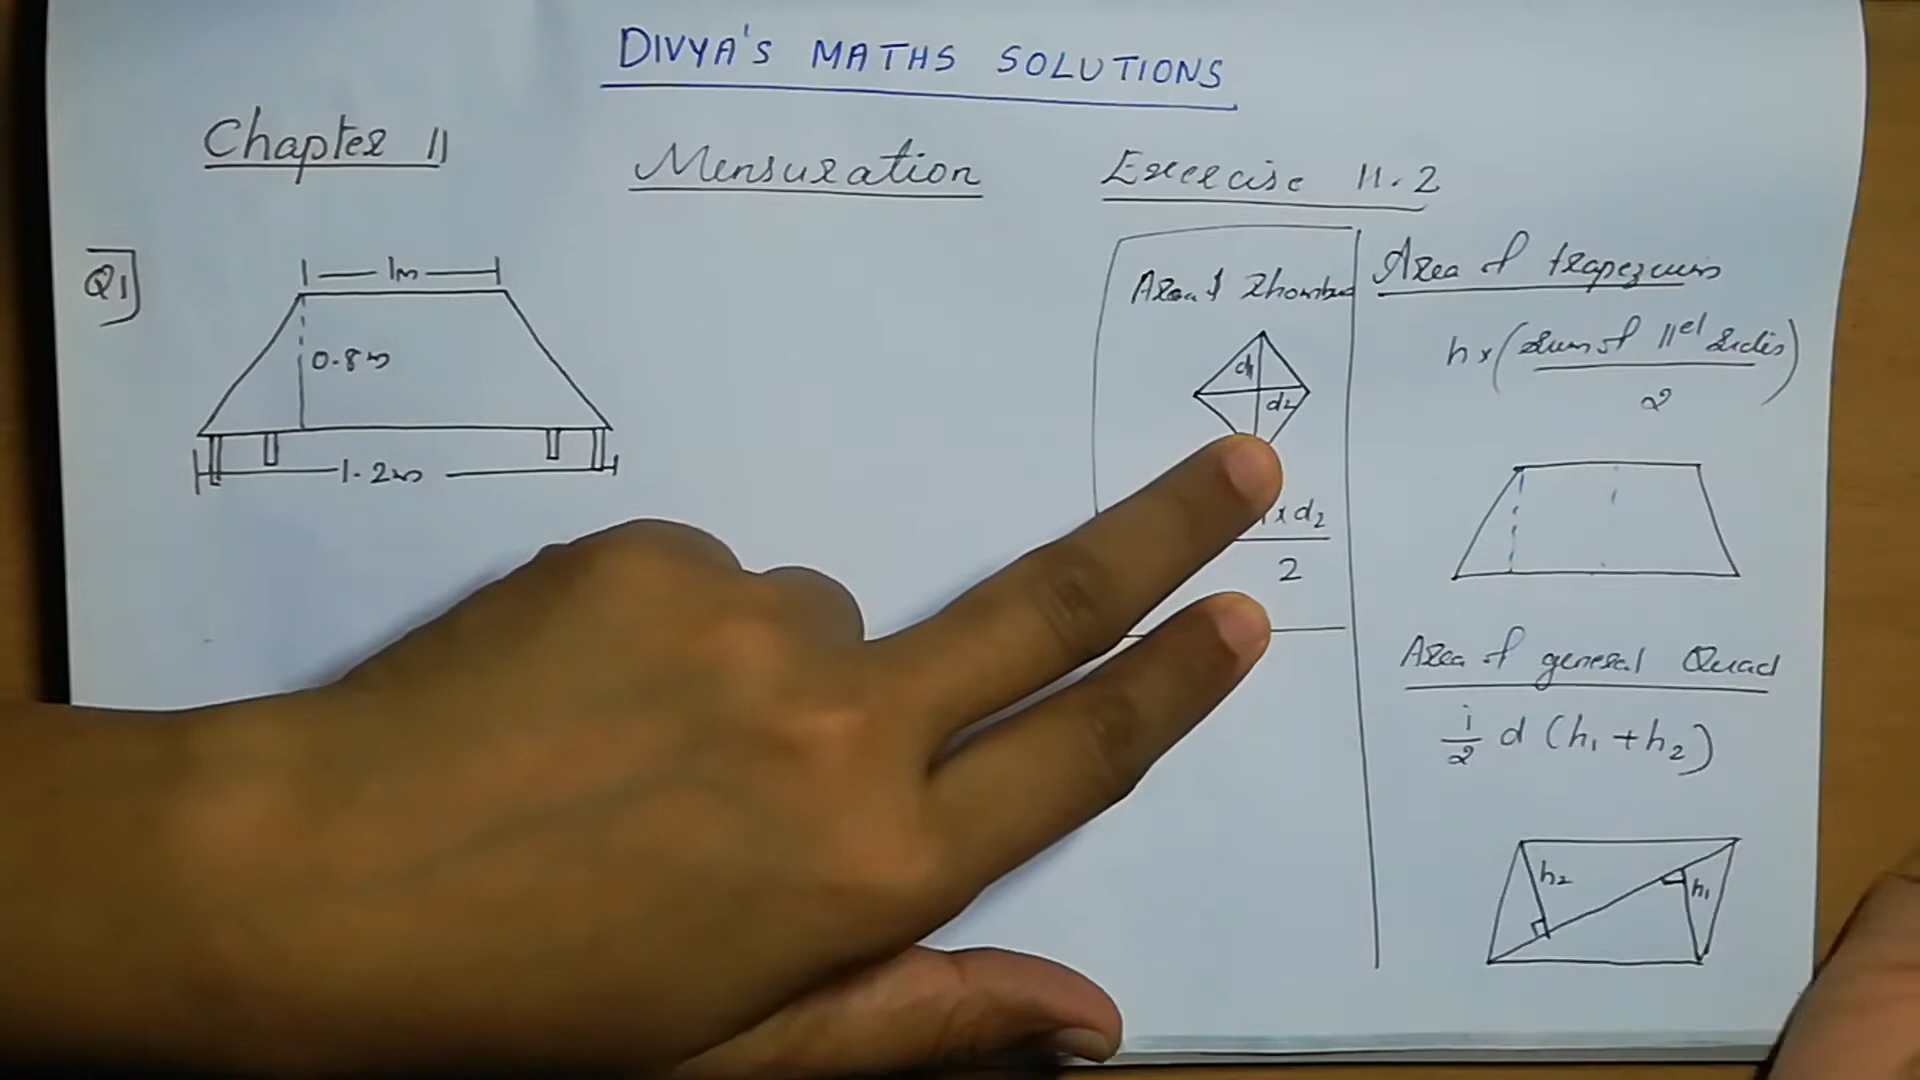 DIVYA'S MATHS SOLUTIONS
Chapter 11
Mensuration
Exercise 11.2
Q1
1m
0.8m
1.2m
Area of Rhombus
d1
d2
x d2
2
Area of trapezium
h x (Sum of 11el Sides)
2
Area of general Quad
1
2
d (h1 + h2)
h2
h1